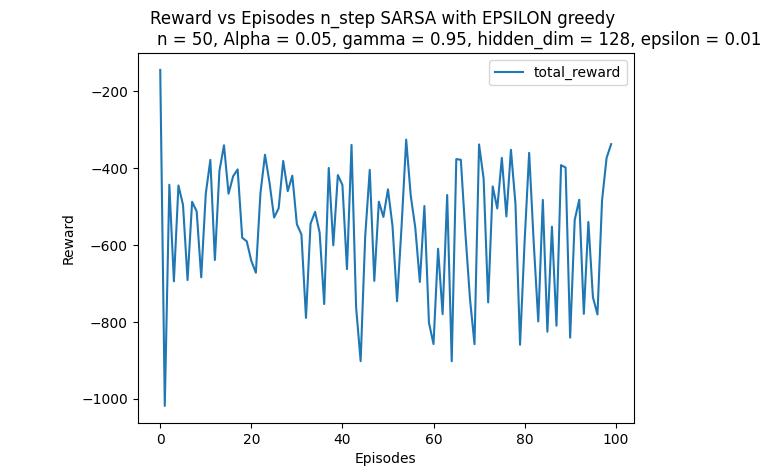 Reward vs Episodes n_step SARSA with EPSILON greedy
n = 50, Alpha = 0.05, gamma = 0.95, hidden_dim = 128, epsilon = 0.01
total_reward
−200
−400
−600
−800
−1000
Reward
0 20 40 60 80 100
Episodes